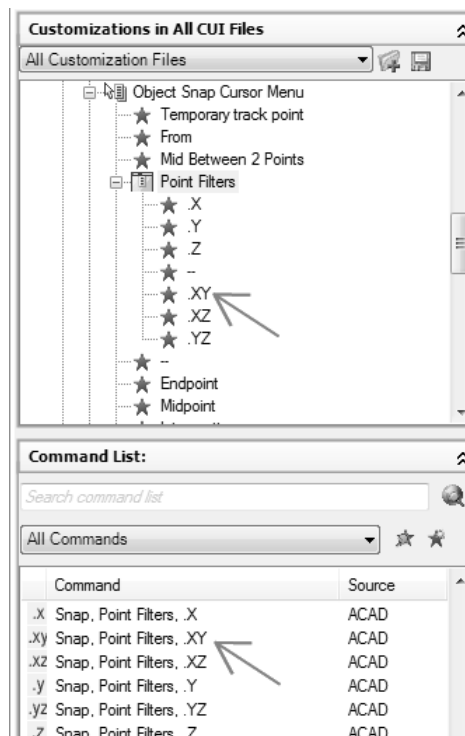 Customizations in All CUI Files
All Customization Files
Object Snap Cursor Menu
Temporary track point
From
Mid Between 2 Points
Point Filters
.X
.Y
.Z
--
.XY
.XZ
.YZ
--
Endpoint
Midpoint
Command List:
Search command list
All Commands
Command Source
.X Snap, Point Filters, .X ACAD
.xy Snap, Point Filters, .XY ACAD
.xz Snap, Point Filters, .XZ ACAD
.y Snap, Point Filters, .Y ACAD
.yz Snap, Point Filters, .YZ ACAD
.Z Snap, Point Filters, .Z ACAD